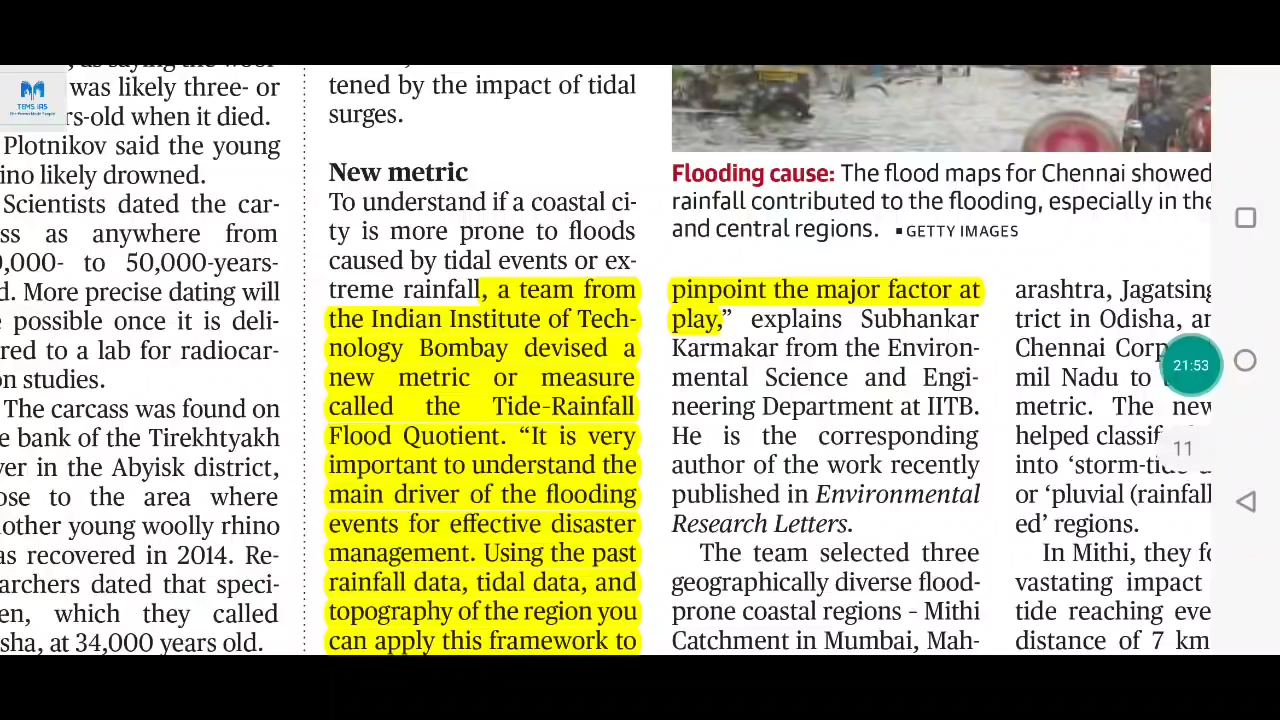 was likely three- or
rs-old when it died.
Plotnikov said the young
ino likely drowned.
Scientists dated the car-
ss as anywhere from
0,000- to 50,000-years-
d. More precise dating will
possible once it is deli-
red to a lab for radiocar-
on studies.
The carcass was found on
e bank of the Tirekhtyakh
ver in the Abyisk district,
ose to the area where
nother young woolly rhino
as recovered in 2014. Re-
archers dated that speci-
en, which they called
sha, at 34,000 years old.
TEMS IAS
tened by the impact of tidal
surges.
New metric
To understand if a coastal ci-
ty is more prone to floods
caused by tidal events or ex-
treme rainfall, a team from
the Indian Institute of Tech-
nology Bombay devised a
new metric or measure
called the Tide-Rainfall
Flood Quotient. “It is very
important to understand the
main driver of the flooding
events for effective disaster
management. Using the past
rainfall data, tidal data, and
topography of the region you
can apply this framework to
Flooding cause: The flood maps for Chennai showed
rainfall contributed to the flooding, especially in the
and central regions. ▪ GETTY IMAGES
pinpoint the major factor at
play,” explains Subhankar
Karmakar from the Environ-
mental Science and Engi-
neering Department at IITB.
He is the corresponding
author of the work recently
published in Environmental
Research Letters.
The team selected three
geographically diverse flood-
prone coastal regions - Mithi
Catchment in Mumbai, Mah-
arashtra, Jagatsing
trict in Odisha, an
Chennai Corp
mil Nadu to
metric. The new
helped classif
into ‘storm-tid
or ‘pluvial (rainfall
ed’ regions.
In Mithi, they fo
vastating impact
tide reaching eve
distance of 7 km
21:53
11